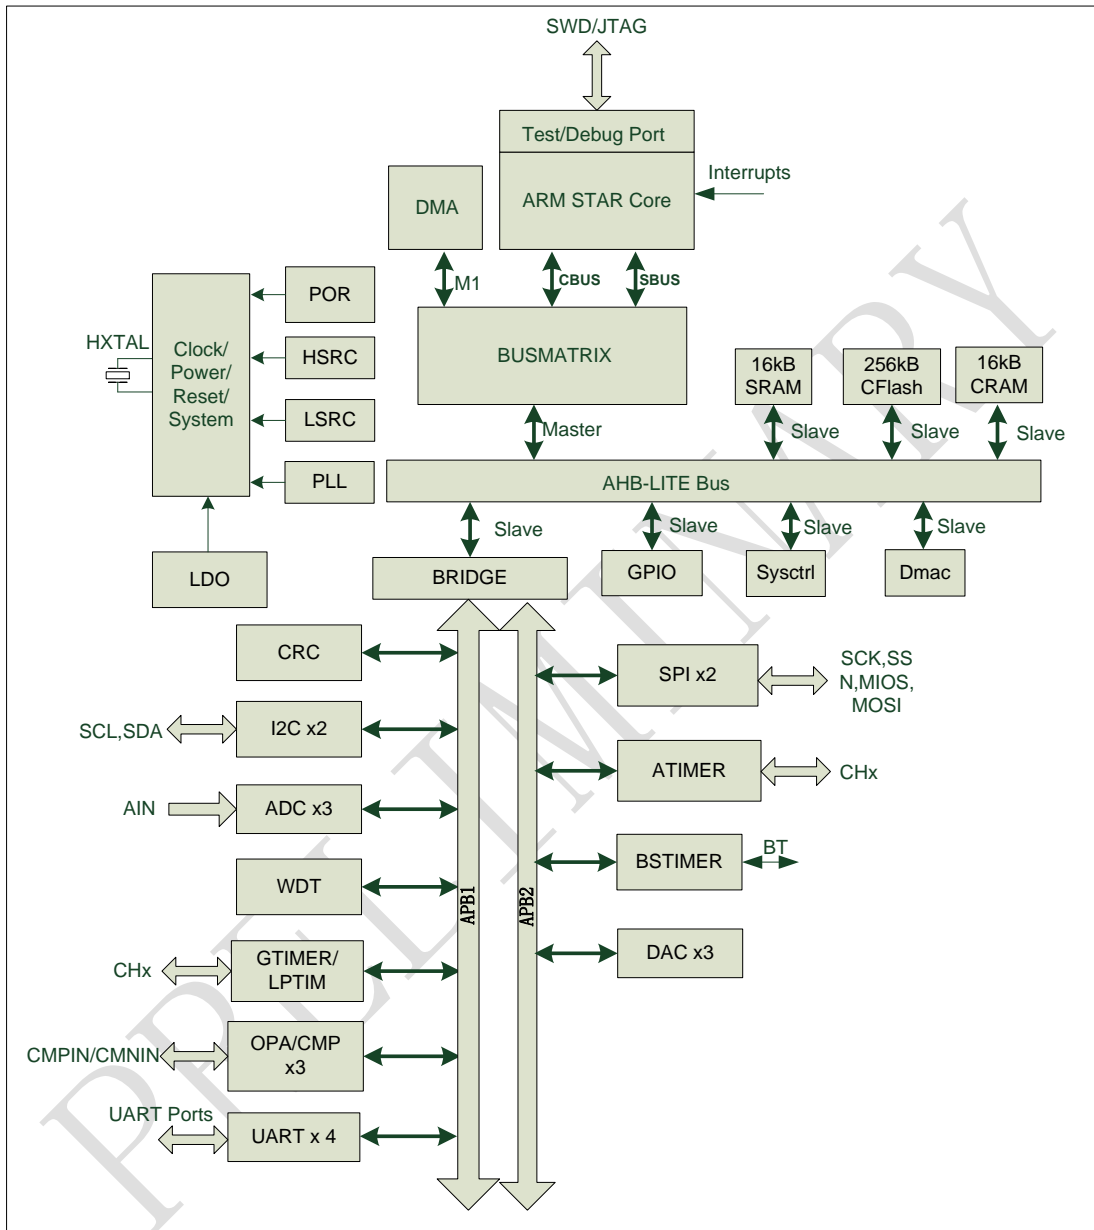 SWD/JTAG
Test/Debug Port
ARM STAR Core
Interrupts
DMA
M1
CBUS
SBUS
BUSMATRIX
HXTAL
Clock/
Power/
Reset/
System
POR
HSRC
LSRC
PLL
LDO
16kB
SRAM
256kB
CFlash
16kB
CRAM
Master
Slave
Slave
Slave
AHB-LITE Bus
Slave
Slave
Slave
Slave
BRIDGE
GPIO
Sysctrl
Dmac
CRC
SCL,SDA
I2C x2
AIN
ADC x3
WDT
CHx
GTIMER/
LPTIM
CMPIN/CMNIN
OPA/CMP
x3
UART Ports
UART x 4
APB1
APB2
SPI x2
SCK,SS
N,MIOS,
MOSI
ATIMER
CHx
BSTIMER
BT
DAC x3
PRELIMINARY